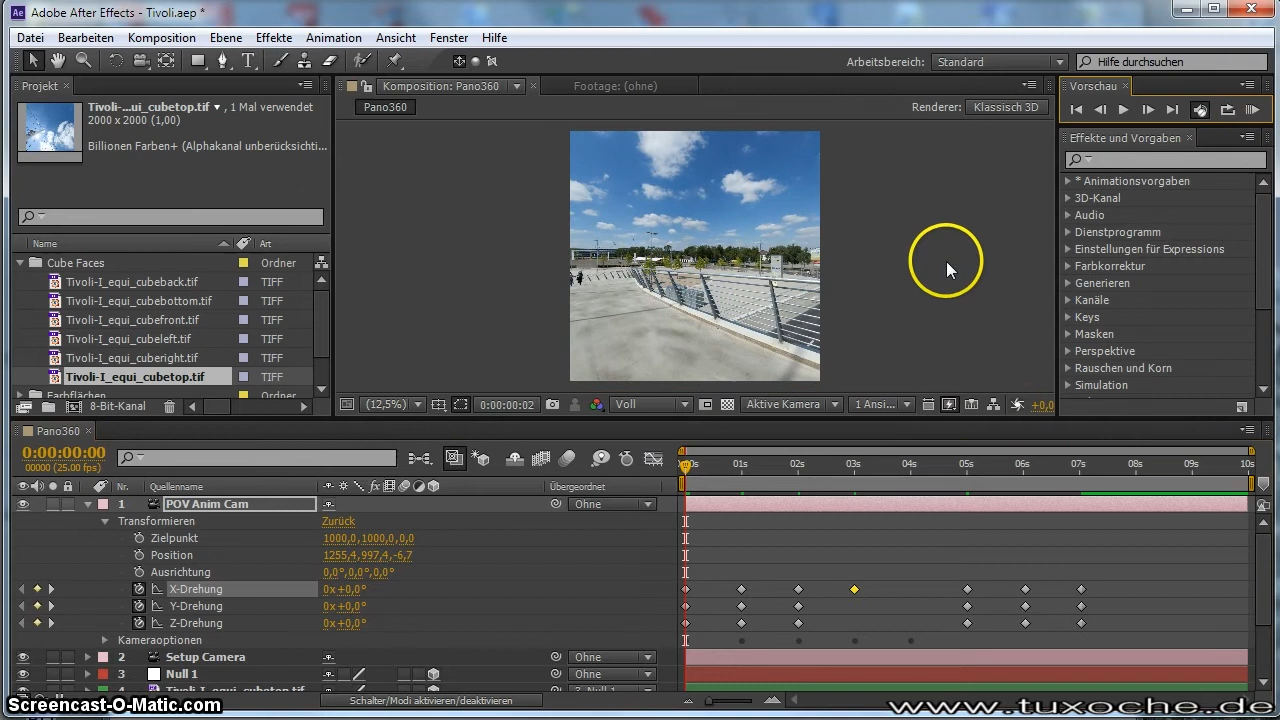 Adobe After Effects - Tivoli.aep *
Datei Bearbeiten Komposition Ebene Effekte Animation Ansicht Fenster Hilfe
Arbeitsbereich: Standard Hilfe durchsuchen
Projekt Komposition: Pano360 Footage: (ohne) Vorschau
Tivoli-...ui_cubetop.tif , 1 Mal verwendet
2000 x 2000 (1,00)
Billionen Farben+ (Alphakanal unberücksichti...
Pano360 Renderer: Klassisch 3D
Effekte und Vorgaben
* Animationsvorgaben
3D-Kanal
Audio
Dienstprogramm
Einstellungen für Expressions
Farbkorrektur
Generieren
Kanäle
Keys
Masken
Perspektive
Rauschen und Korn
Simulation
Name Art
Cube Faces Ordner
Tivoli-I_equi_cubeback.tif TIFF
Tivoli-I_equi_cubebottom.tif TIFF
Tivoli-I_equi_cubefront.tif TIFF
Tivoli-I_equi_cubeleft.tif TIFF
Tivoli-I_equi_cuberight.tif TIFF
Tivoli-I_equi_cubetop.tif TIFF
Farbflächen Ordner
8-Bit-Kanal
(12,5%) 0:00:00:02 Voll Aktive Kamera 1 Ansi... +0,0
Pano360
0:00:00:00
00000 (25.00 fps)
01s 02s 03s 04s 05s 06s 07s 08s 09s 10s
Nr. Quellenname Übergeordnet
1 POV Anim Cam Ohne
Transformieren Zurück
Zielpunkt 1000,0,1000,0,0,0
Position 1255,4,997,4,-6,7
Ausrichtung 0,0°,0,0°,0,0°
X-Drehung 0x+0,0°
Y-Drehung 0x+0,0°
Z-Drehung 0x+0,0°
Kameraoptionen
2 Setup Camera Ohne
3 Null 1 Ohne
4 Tivoli-I_equi_cubetop.tif 3. Null 1
Schalter/Modi aktivieren/deaktivieren
Screencast-O-Matic.com
www.tuxoche.de